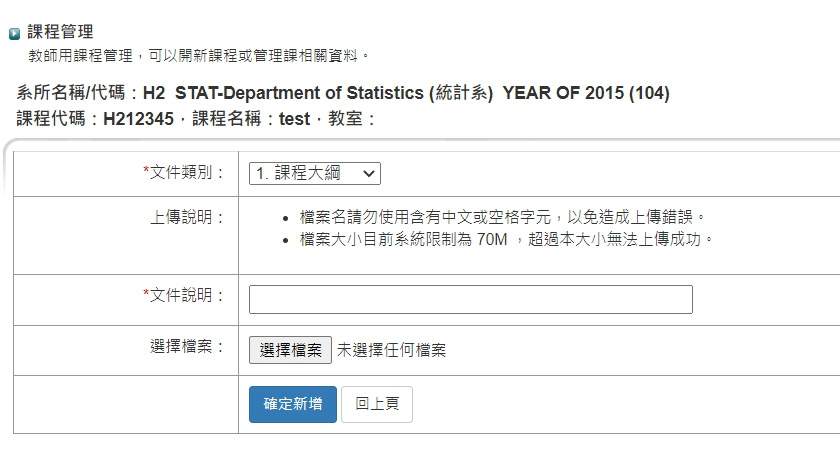 課程管理
教師用課程管理，可以開新課程或管理課相關資料。
系所名稱/代碼：H2 STAT-Department of Statistics (統計系) YEAR OF 2015 (104)
課程代碼：H212345，課程名稱：test，教室：
*文件類別： 1. 課程大綱
上傳說明：
• 檔案名請勿使用含有中文或空格字元，以免造成上傳錯誤。
• 檔案大小目前系統限制為 70M ，超過本大小無法上傳成功。
*文件說明：
選擇檔案： 選擇檔案 未選擇任何檔案
確定新增 回上頁